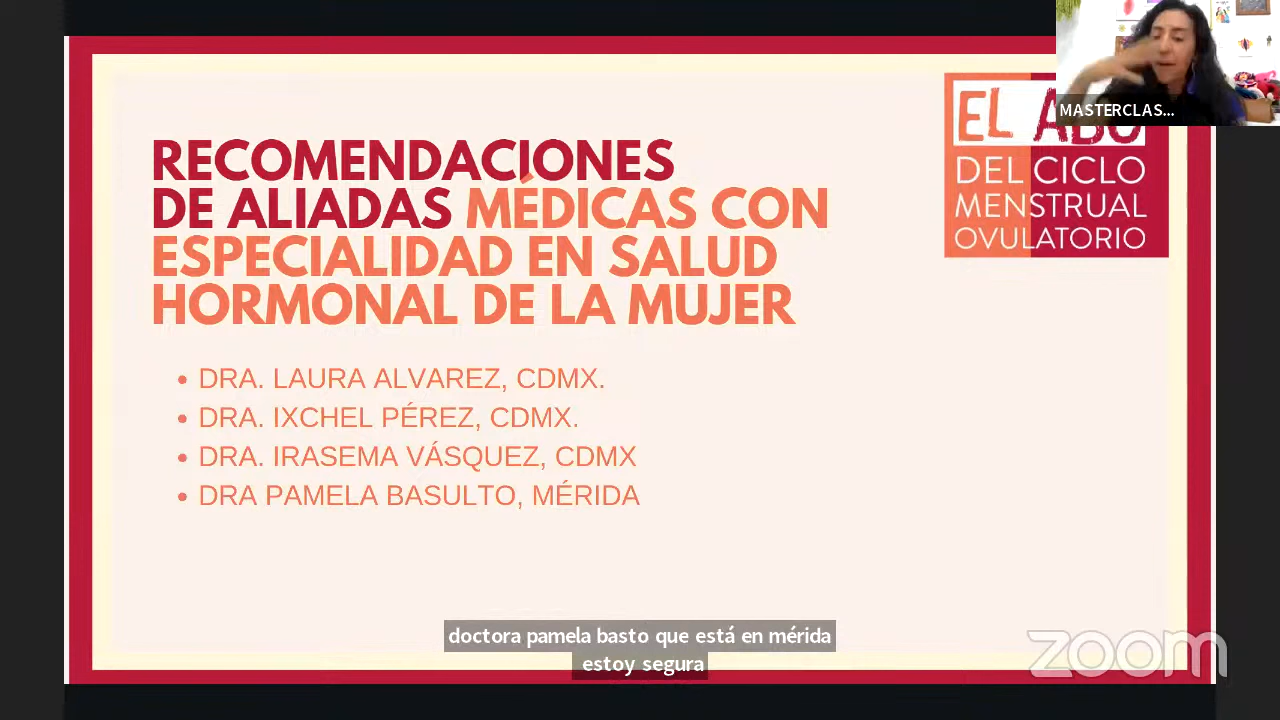 MASTERCLAS...
EL ABC
DEL CICLO
MENSTRUAL
OVULATORIO
RECOMENDACIONES
DE ALIADAS MÉDICAS CON
ESPECIALIDAD EN SALUD
HORMONAL DE LA MUJER
• DRA. LAURA ALVAREZ, CDMX.
• DRA. IXCHEL PÉREZ, CDMX.
• DRA. IRASEMA VÁSQUEZ, CDMX
• DRA PAMELA BASULTO, MÉRIDA
doctora pamela basto que está en mérida
estoy segura
zoom